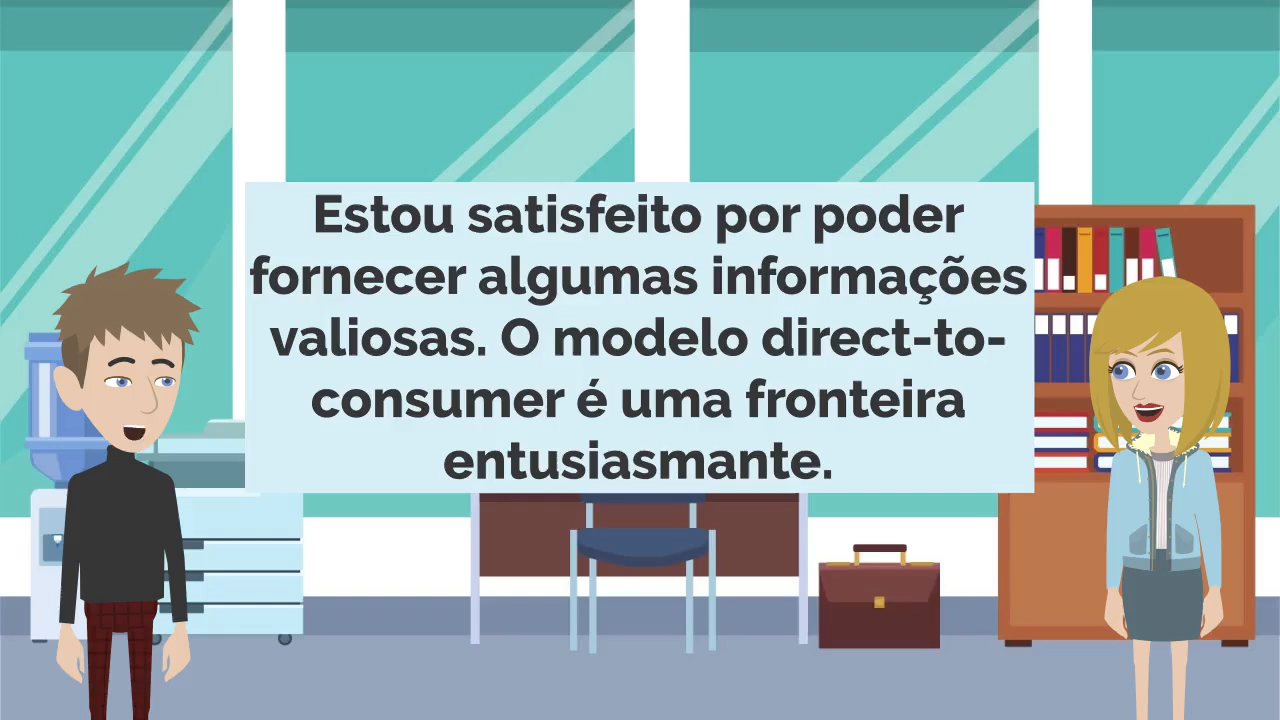 Estou satisfeito por poder
fornecer algumas informações
valiosas. O modelo direct-to-
consumer é uma fronteira
entusiasmante.